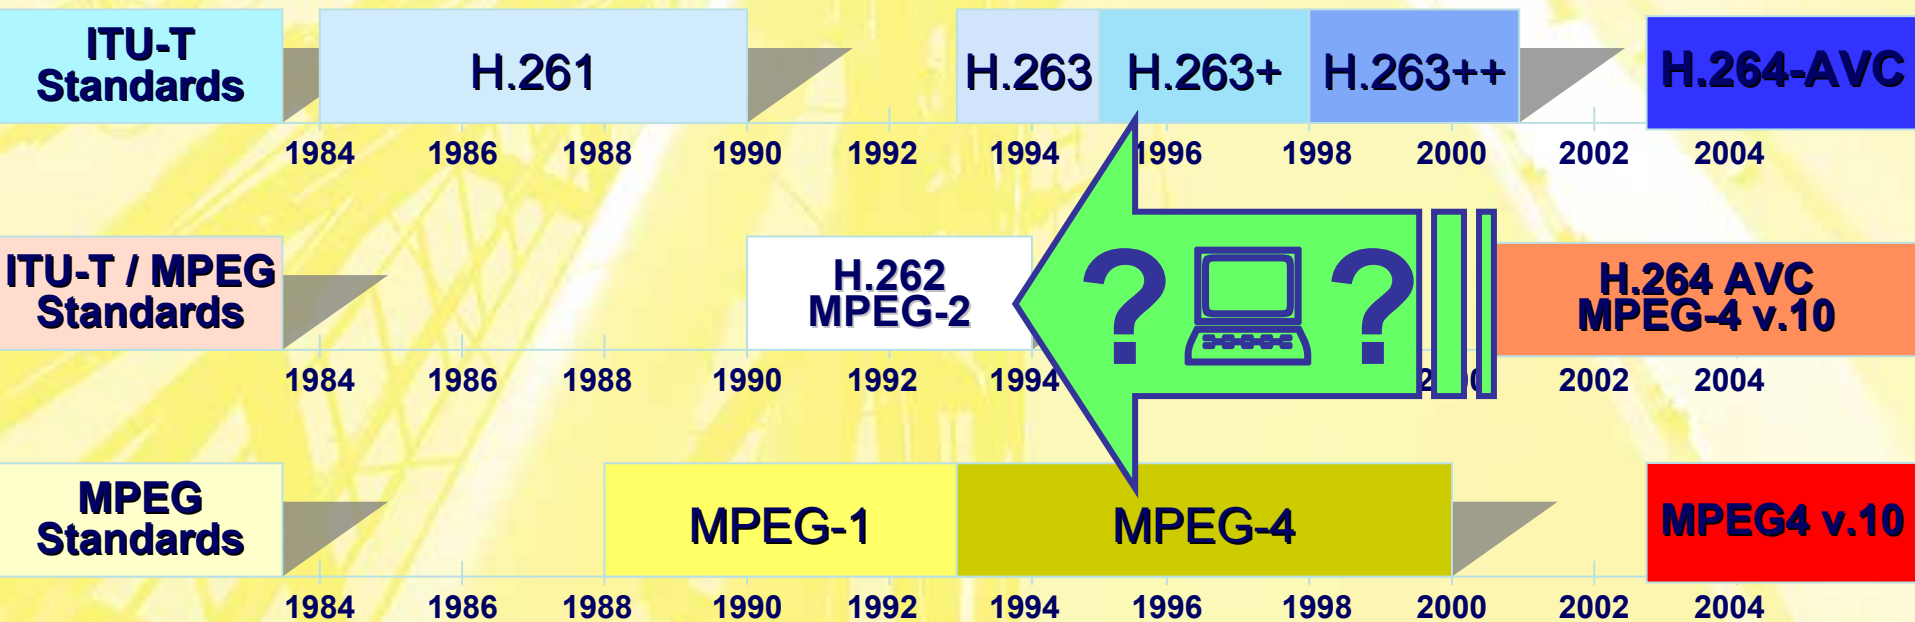 ITU-T
Standards
H.261
H.263
H.263+
H.263++
H.264-AVC
1984 1986 1988 1990 1992 1994 1996 1998 2000 2002 2004
ITU-T / MPEG
Standards
H.262
MPEG-2
? ?
H.264 AVC
MPEG-4 v.10
1984 1986 1988 1990 1992 1994 2002 2004
MPEG
Standards
MPEG-1
MPEG-4
MPEG4 v.10
1984 1986 1988 1990 1992 1994 1996 1998 2000 2002 2004